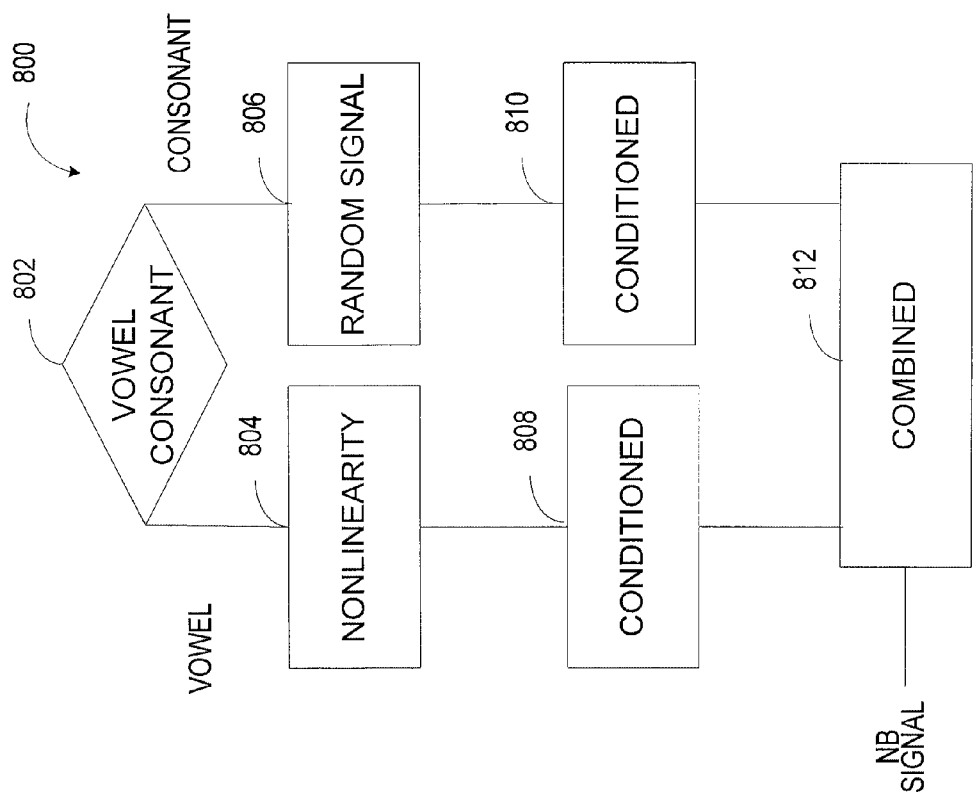 800
802
VOWEL
CONSONANT
VOWEL
CONSONANT
804
806
NONLINEARITY
RANDOM SIGNAL
808
810
CONDITIONED
CONDITIONED
812
COMBINED
NB
SIGNAL